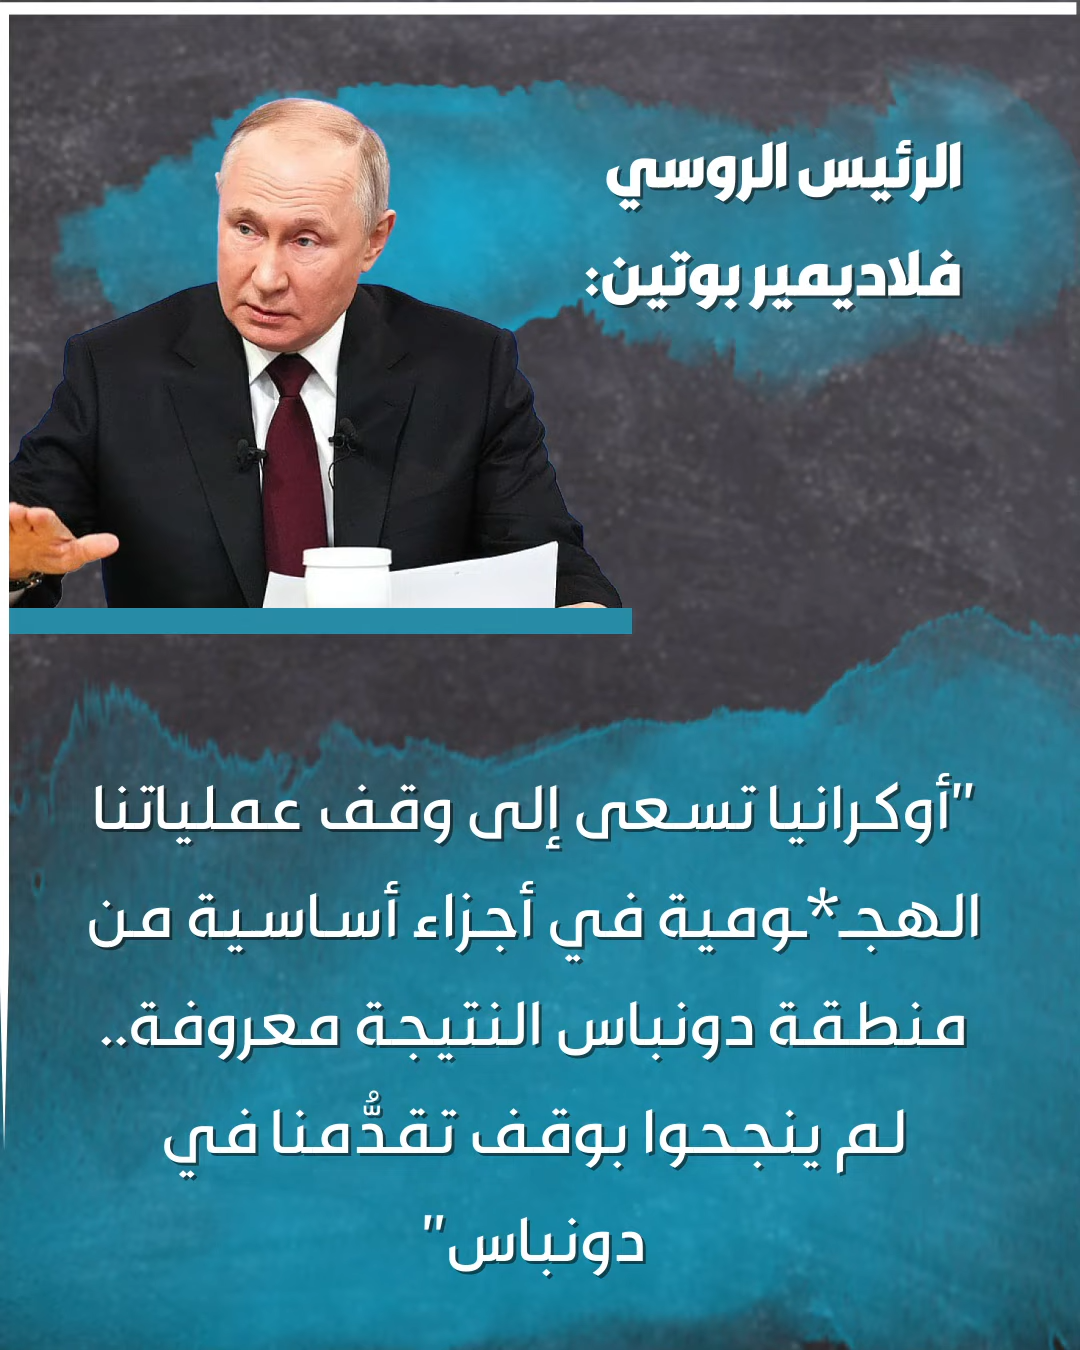 الرئيس الروسي
فلاديمير بوتين:
"أوكرانيا تسعى إلى وقف عملياتنا
الهجـ*ـومية في أجزاء أساسية من
منطقة دونباس النتيجة معروفة..
لم ينجحوا بوقف تقدُّمنا في
دونباس"